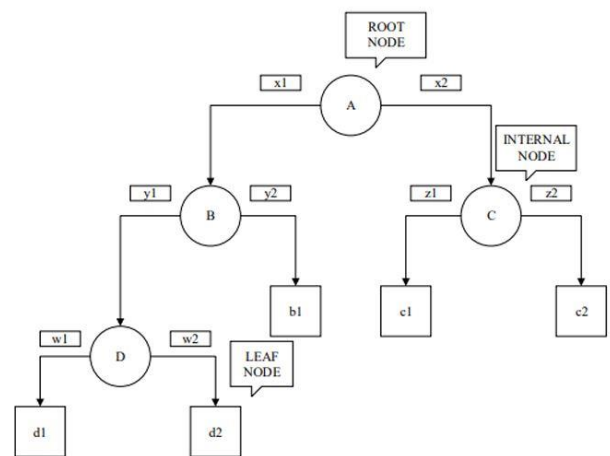 ROOT
NODE
x1
x2
A
INTERNAL
NODE
y1
y2
z1
z2
B
C
b1
c1
c2
w1
w2
D
LEAF
NODE
d1
d2